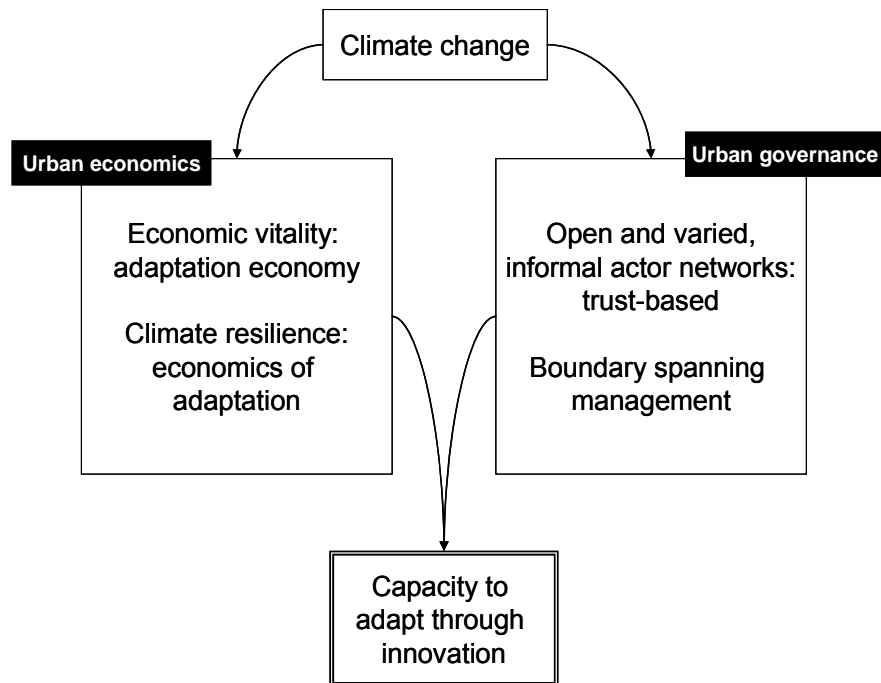 Climate change
Urban economics
Economic vitality:
adaptation economy
Climate resilience:
economics of
adaptation
Urban governance
Open and varied,
informal actor networks:
trust-based
Boundary spanning
management
Capacity to
adapt through
innovation